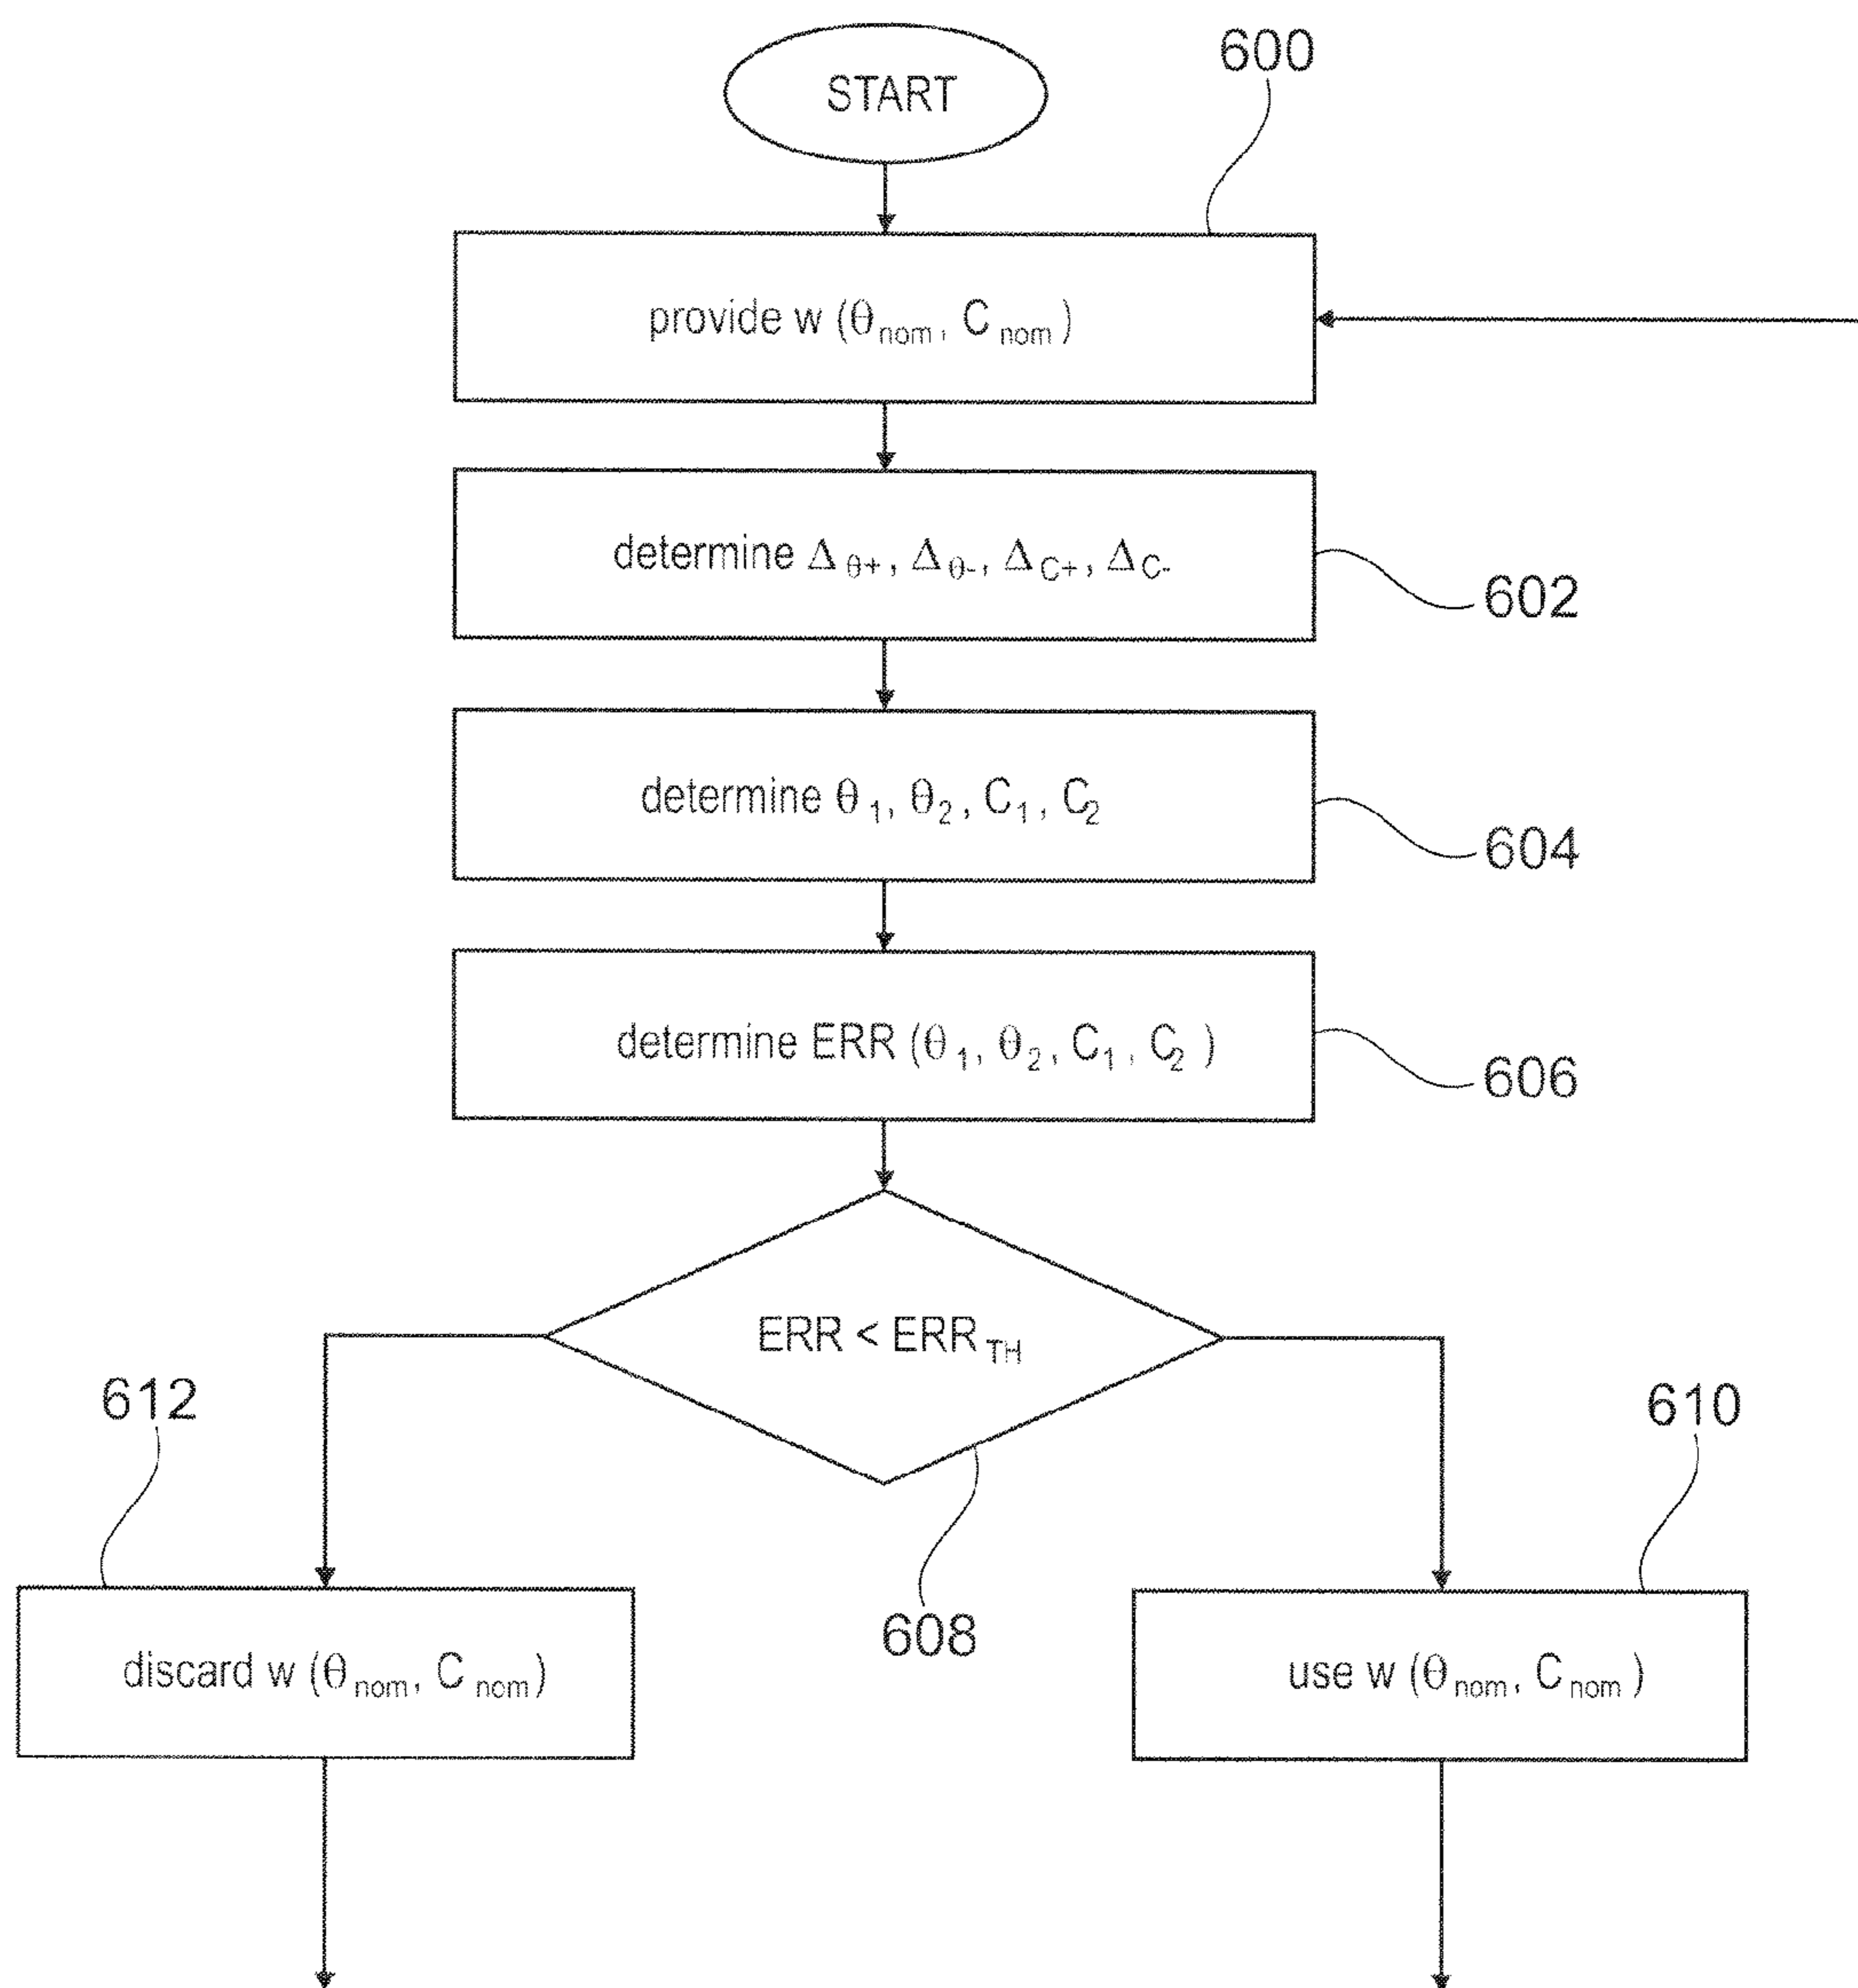 START
600
provide w (θnom, Cnom)
determine Δθ+, Δθ-, ΔC+, ΔC-
602
determine θ1, θ2, C1, C2
604
determine ERR (θ1, θ2, C1, C2)
606
ERR < ERRTH
612
610
608
discard w (θnom, Cnom)
use w (θnom, Cnom)